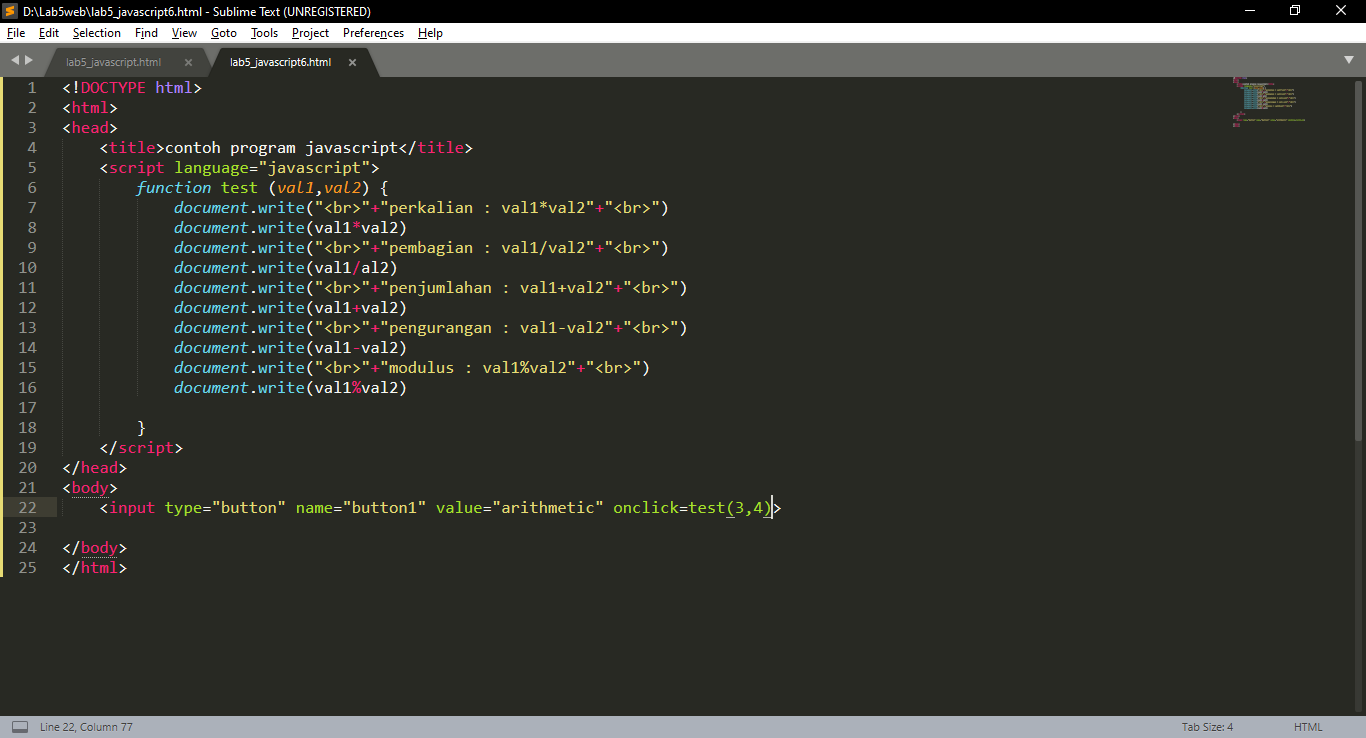 D:\Lab5web\lab5_javascript6.html - Sublime Text (UNREGISTERED)
File Edit Selection Find View Goto Tools Project Preferences Help
lab5_javascript.html lab5_javascript6.html
1 <!DOCTYPE html>
2 <html>
3 <head>
4     <title>contoh program javascript</title>
5     <script language="javascript">
6         function test (val1,val2) {
7             document.write("<br>"+"perkalian : val1*val2"+"<br>")
8             document.write(val1*val2)
9             document.write("<br>"+"pembagian : val1/val2"+"<br>")
10             document.write(val1/al2)
11             document.write("<br>"+"penjumlahan : val1+val2"+"<br>")
12             document.write(val1+val2)
13             document.write("<br>"+"pengurangan : val1-val2"+"<br>")
14             document.write(val1-val2)
15             document.write("<br>"+"modulus : val1%val2"+"<br>")
16             document.write(val1%val2)
17
18         }
19     </script>
20 </head>
21 <body>
22     <input type="button" name="button1" value="arithmetic" onclick=test(3,4)>
23
24 </body>
25 </html>
Line 22, Column 77 Tab Size: 4 HTML